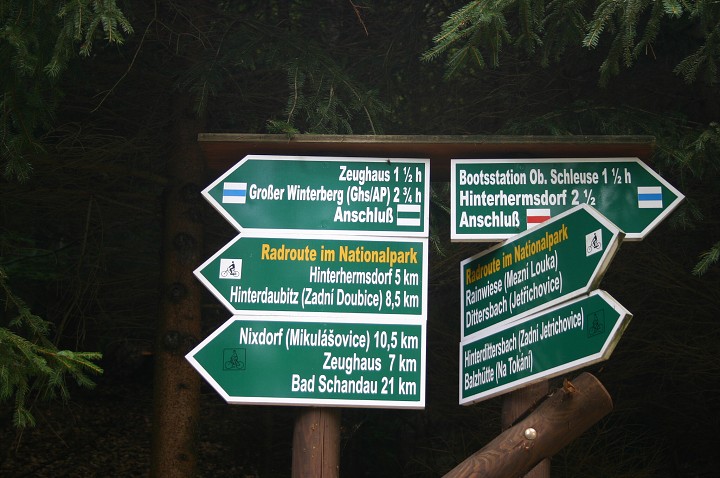 Zeughaus 1 ½ h
Großer Winterberg (Ghs/AP) 2 ¾ h
Anschluß
Radroute im Nationalpark
Hinterhermsdorf 5 km
Hinterdaubitz (Zadní Doubice) 8,5 km
Nixdorf (Mikulášovice) 10,5 km
Zeughaus 7 km
Bad Schandau 21 km
Bootsstation Ob. Schleuse 1 ½ h
Hinterhermsdorf 2 ½
Anschluß
Radroute im Nationalpark
Rainwiese (Mezní Louka)
Dittersbach (Jetřichovice)
Hinterdittersbach (Zadní Jetřichovice)
Balzhütte (Na Tokání)